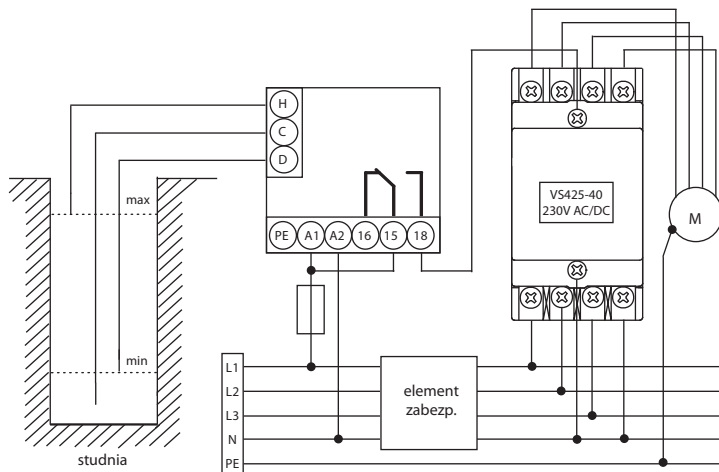 H
C
D
max
VS425-40
230V AC/DC
M
PE A1 A2 16 15 18
min
L1
L2
L3
N
PE
element
zabezp.
studnia